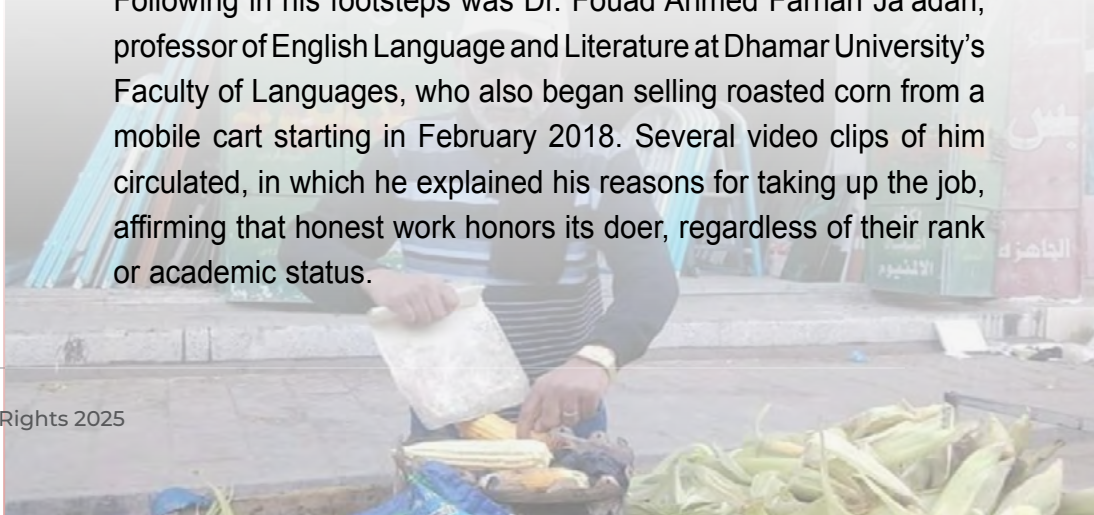 Following in his footsteps was Dr. Fouad Ahmed Farhan Ja'adan,
professor of English Language and Literature at Dhamar University’s
Faculty of Languages, who also began selling roasted corn from a
mobile cart starting in February 2018. Several video clips of him
circulated, in which he explained his reasons for taking up the job,
affirming that honest work honors its doer, regardless of their rank
or academic status.
الجاهزة
الالمنيوم
Rights 2025